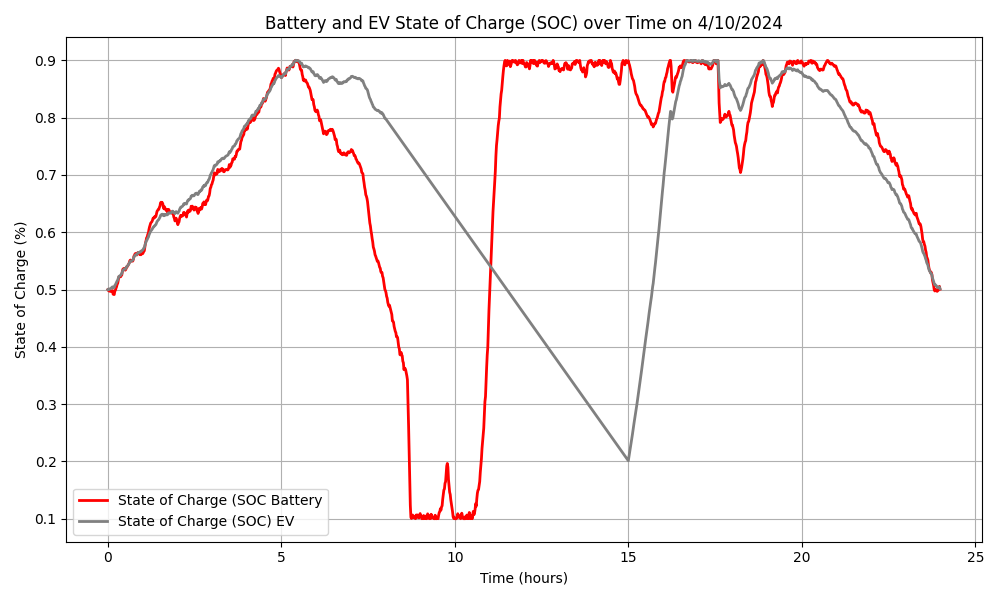 Battery and EV State of Charge (SOC) over Time on 4/10/2024
State of Charge (%)
0.9
0.8
0.7
0.6
0.5
0.4
0.3
0.2
0.1
State of Charge (SOC Battery
State of Charge (SOC) EV
0 5 10 15 20 25
Time (hours)